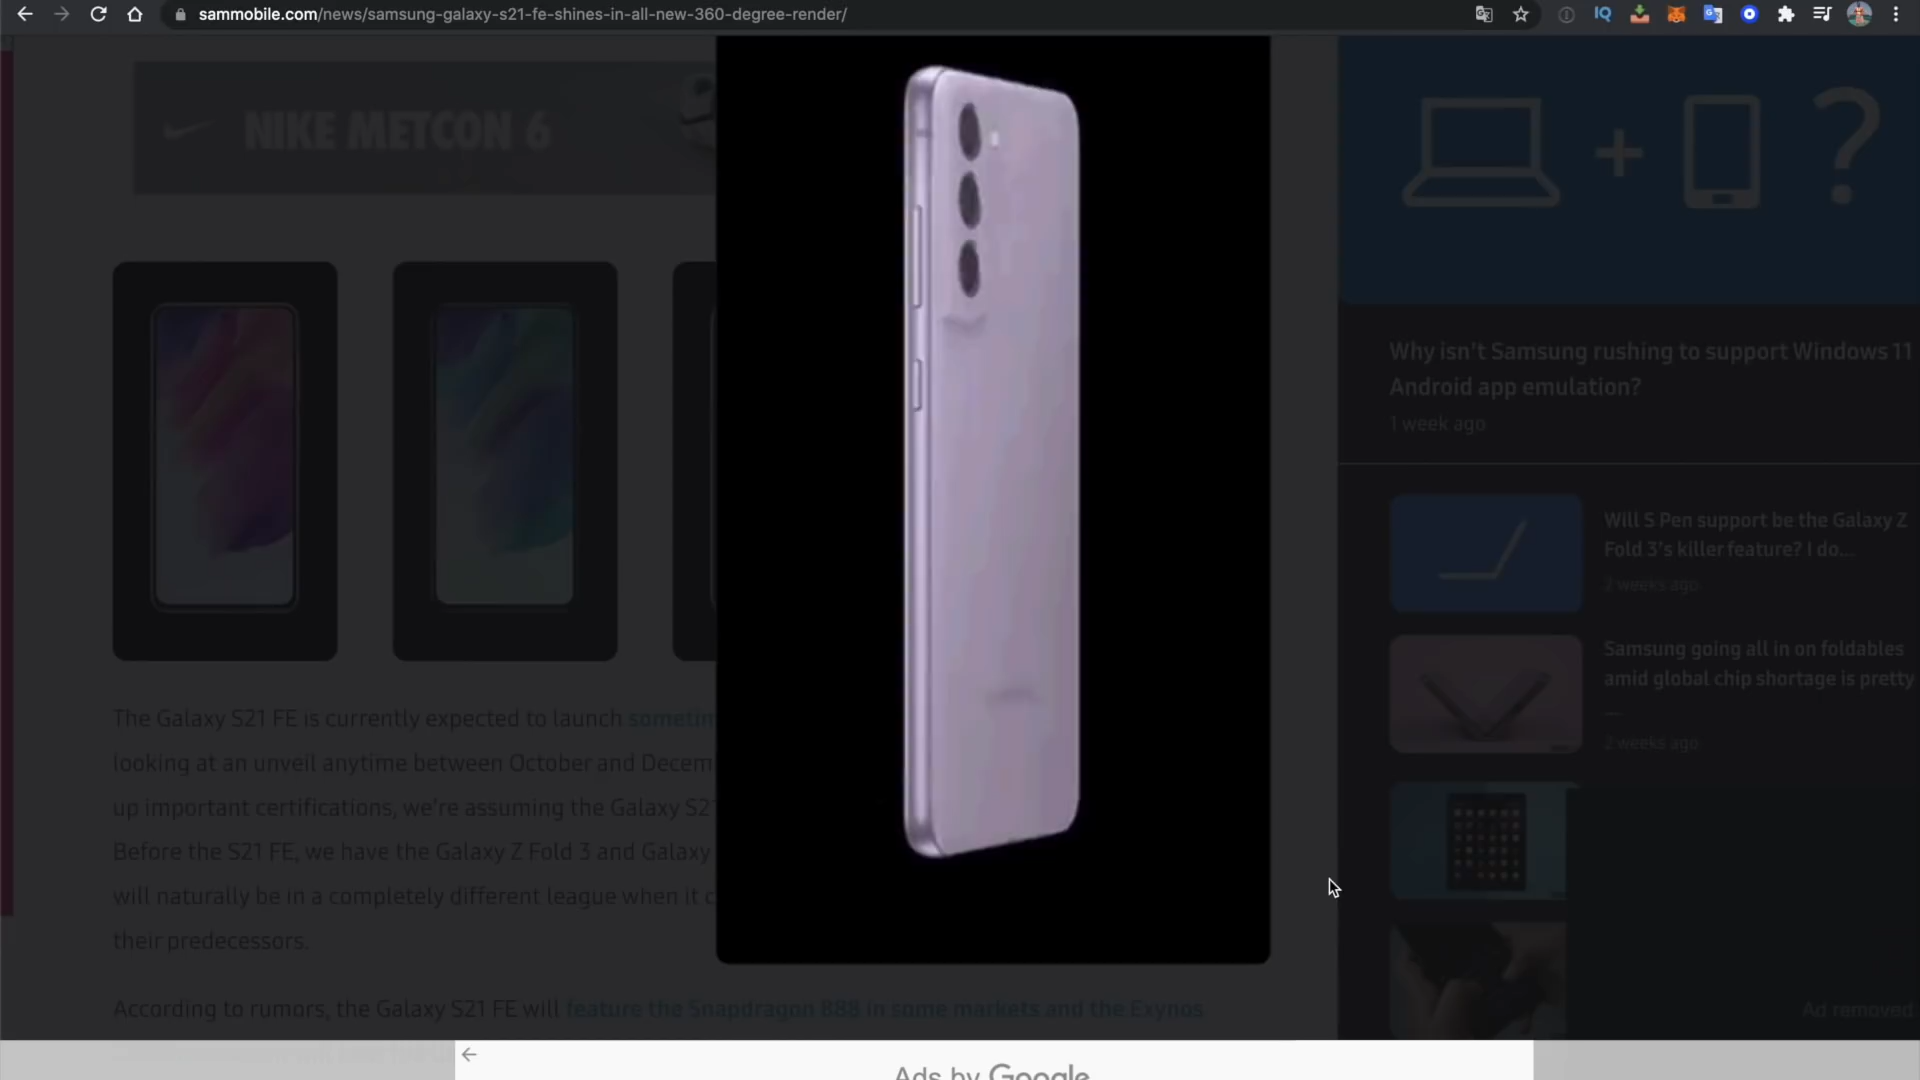 sammobile.com/news/samsung-galaxy-s21-fe-shines-in-all-new-360-degree-render/
NIKE METCON 6
The Galaxy S21 FE is currently expected to launch sometim
looking at an unveil anytime between October and Decem
up important certifications, we're assuming the Galaxy S2
Before the S21 FE, we have the Galaxy Z Fold 3 and Galaxy
will naturally be in a completely different league when it c
their predecessors.
According to rumors, the Galaxy S21 FE will feature the Snapdragon 888 in some markets and the Exynos
Why isn't Samsung rushing to support Windows 11
Android app emulation?
1 week ago
Will S Pen support be the Galaxy Z
Fold 3's killer feature? I do...
2 weeks ago
Samsung going all in on foldables
amid global chip shortage is pretty
...
2 weeks ago
Ad removed
Ads by Google